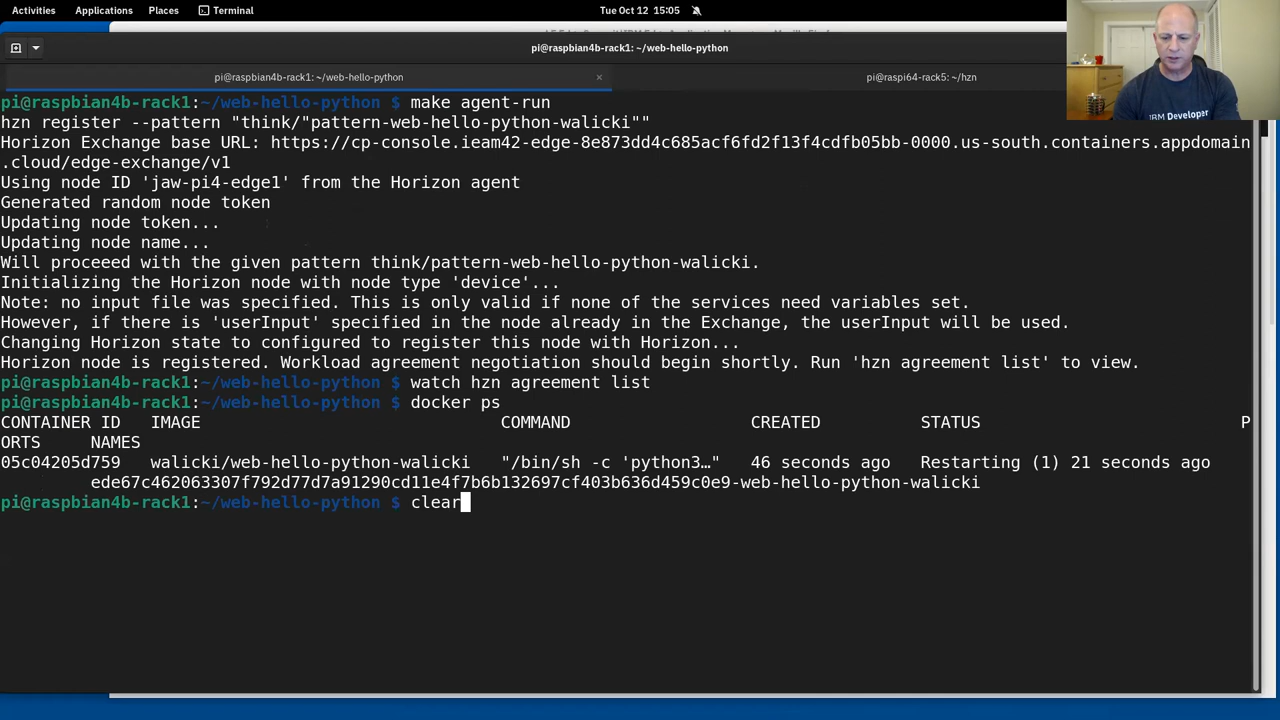 Activities Applications Places Terminal Tue Oct 12 15:05
pi@raspbian4b-rack1: ~/web-hello-python
pi@raspbian4b-rack1: ~/web-hello-python × pi@raspi64-rack5: ~/hzn
IBM Developer
pi@raspbian4b-rack1:~/web-hello-python $ make agent-run
hzn register --pattern "think/"pattern-web-hello-python-walicki""
Horizon Exchange base URL: https://cp-console.ieam42-edge-8e873dd4c685acf6fd2f13f4cdfb05bb-0000.us-south.containers.appdomain
.cloud/edge-exchange/v1
Using node ID 'jaw-pi4-edge1' from the Horizon agent
Generated random node token
Updating node token...
Updating node name...
Will proceeed with the given pattern think/pattern-web-hello-python-walicki.
Initializing the Horizon node with node type 'device'...
Note: no input file was specified. This is only valid if none of the services need variables set.
However, if there is 'userInput' specified in the node already in the Exchange, the userInput will be used.
Changing Horizon state to configured to register this node with Horizon...
Horizon node is registered. Workload agreement negotiation should begin shortly. Run 'hzn agreement list' to view.
pi@raspbian4b-rack1:~/web-hello-python $ watch hzn agreement list
pi@raspbian4b-rack1:~/web-hello-python $ docker ps
CONTAINER ID IMAGE COMMAND CREATED STATUS P
ORTS NAMES
05c04205d759 walicki/web-hello-python-walicki "/bin/sh -c 'python3…" 46 seconds ago Restarting (1) 21 seconds ago
ede67c462063307f792d77d7a91290cd11e4f7b6b132697cf403b636d459c0e9-web-hello-python-walicki
pi@raspbian4b-rack1:~/web-hello-python $ clear